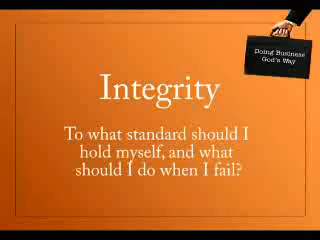 Doing Business
God's Way
Integrity
To what standard should I
hold myself, and what
should I do when I fail?